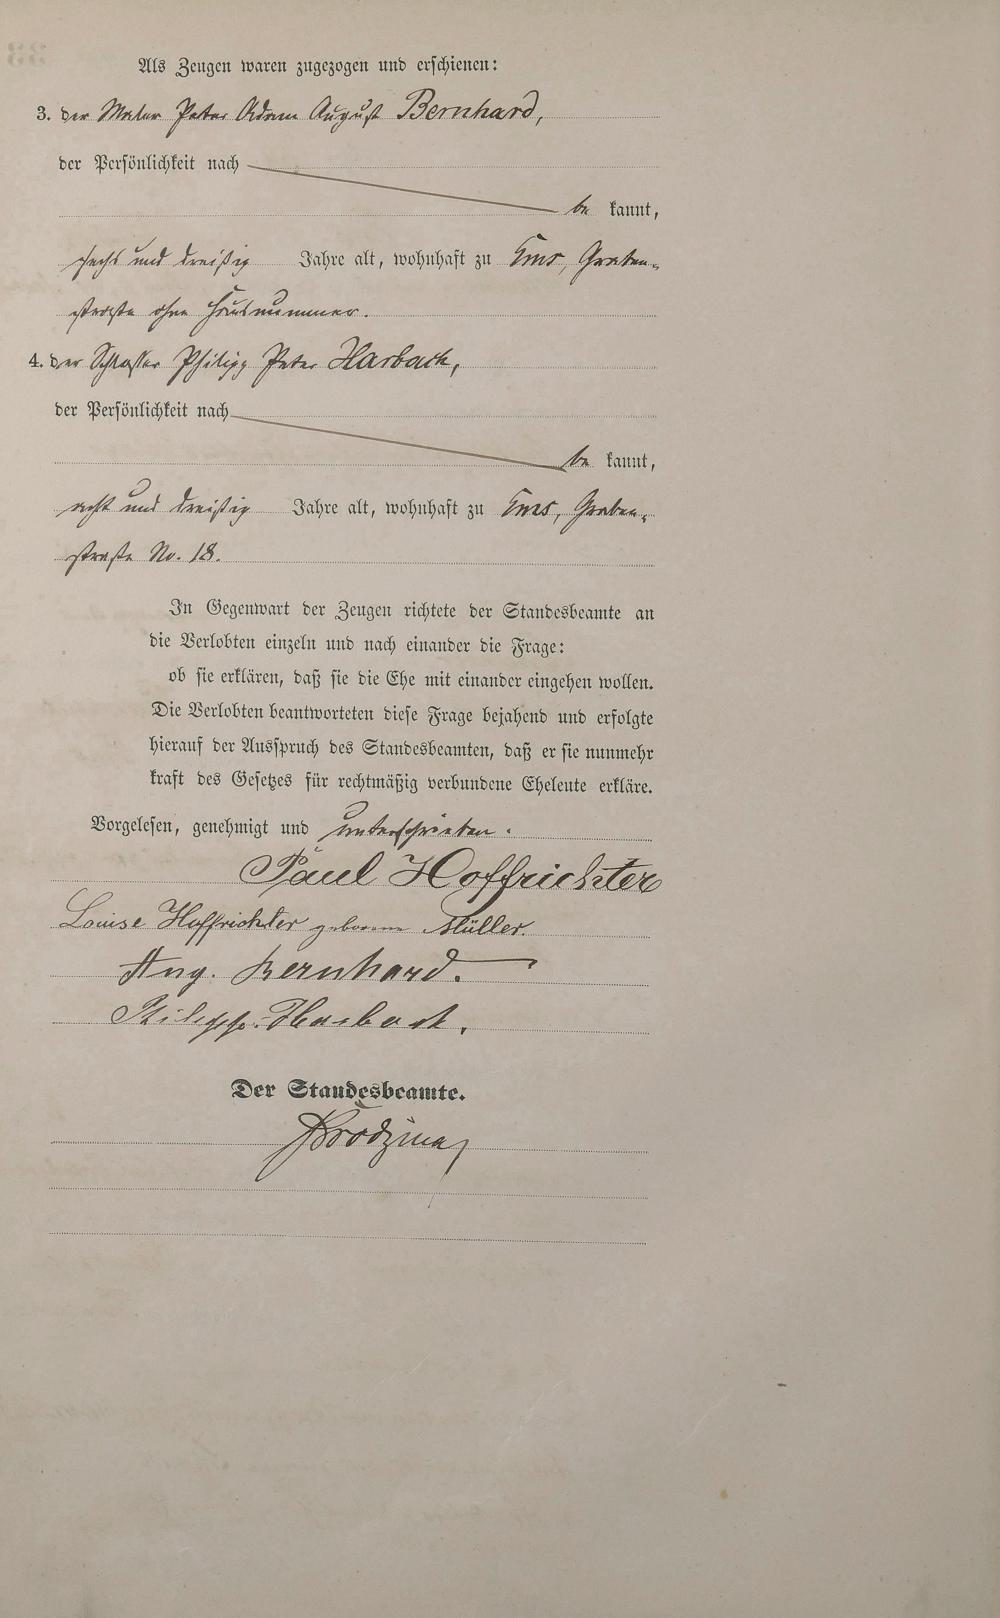 Als Zeugen waren zugezogen und erschienen:
3. der Maler Peter Adam August Bernhard,
der Persönlichkeit nach
be kannt,
sechs und dreißig Jahre alt, wohnhaft zu Ems, Graben-
straße ohne Hausnummer.
4. der Schlosser Philipp Peter Harbach,
der Persönlichkeit nach
be kannt,
acht und dreißig Jahre alt, wohnhaft zu Ems, Graben-
straße No. 18.
In Gegenwart der Zeugen richtete der Standesbeamte an
die Verlobten einzeln und nach einander die Frage:
ob sie erklären, daß sie die Ehe mit einander eingehen wollen.
Die Verlobten beantworteten diese Frage bejahend und erfolgte
hierauf der Ausspruch des Standesbeamten, daß er sie nunmehr
kraft des Gesetzes für rechtmäßig verbundene Eheleute erkläre.
Vorgelesen, genehmigt und unterschrieben.
Paul Hoffrichter
Louise Hoffrichter geborene Müller.
Aug. Bernhard.
Philipp Harbach.
Der Standesbeamte.